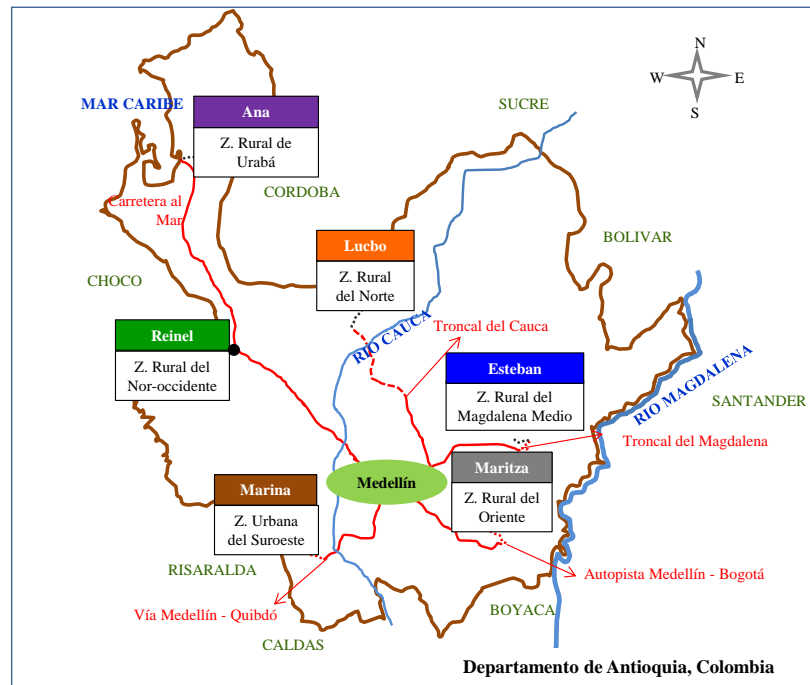 N
W
E
S
SUCRE
MAR CARIBE
Ana
Z. Rural de
Urabá
CORDOBA
Carretera al
Mar
Lucbo
Z. Rural
del Norte
BOLIVAR
CHOCO
RIO CAUCA
Troncal del Cauca
Reinel
Z. Rural del
Nor-occidente
Esteban
Z. Rural del
Magdalena Medio
RIO MAGDALENA
SANTANDER
Troncal del Magdalena
Medellín
Maritza
Z. Rural del
Oriente
Marina
Z. Urbana
del Suroeste
RISARALDA
Autopista Medellín - Bogotá
Vía Medellín - Quibdó
BOYACA
CALDAS
Departamento de Antioquia, Colombia